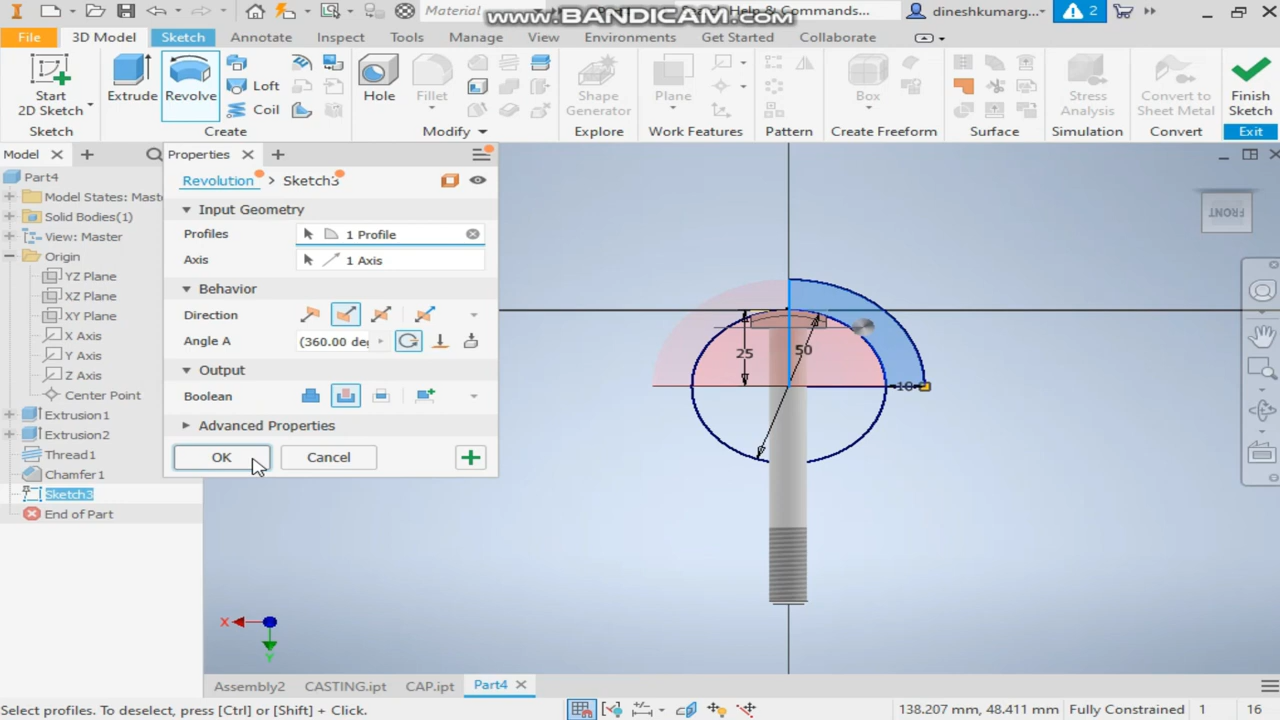 Material
www.BANDICAM.com
Help & Commands...
dineshkumarg...
2
File
3D Model
Sketch
Annotate
Inspect
Tools
Manage
View
Environments
Get Started
Collaborate
Start
2D Sketch
Extrude
Revolve
Loft
Coil
Hole
Fillet
Shape
Generator
Plane
Box
Stress
Analysis
Convert to
Sheet Metal
Finish
Sketch
Sketch
Create
Modify
Explore
Work Features
Pattern
Create Freeform
Surface
Simulation
Convert
Exit
Model
Properties
Part4
Model States: Maste
Solid Bodies(1)
View: Master
Origin
YZ Plane
XZ Plane
XY Plane
X Axis
Y Axis
Z Axis
Center Point
Extrusion1
Extrusion2
Thread1
Chamfer1
Sketch3
End of Part
Revolution > Sketch3
Input Geometry
Profiles 1 Profile
Axis 1 Axis
Behavior
Direction
Angle A (360.00 deg
Output
Boolean
Advanced Properties
OK
Cancel
FRONT
25
50
X
Y
Assembly2
CASTING.ipt
CAP.ipt
Part4
Select profiles. To deselect, press [Ctrl] or [Shift] + Click.
138.207 mm, 48.411 mm
Fully Constrained
1
16